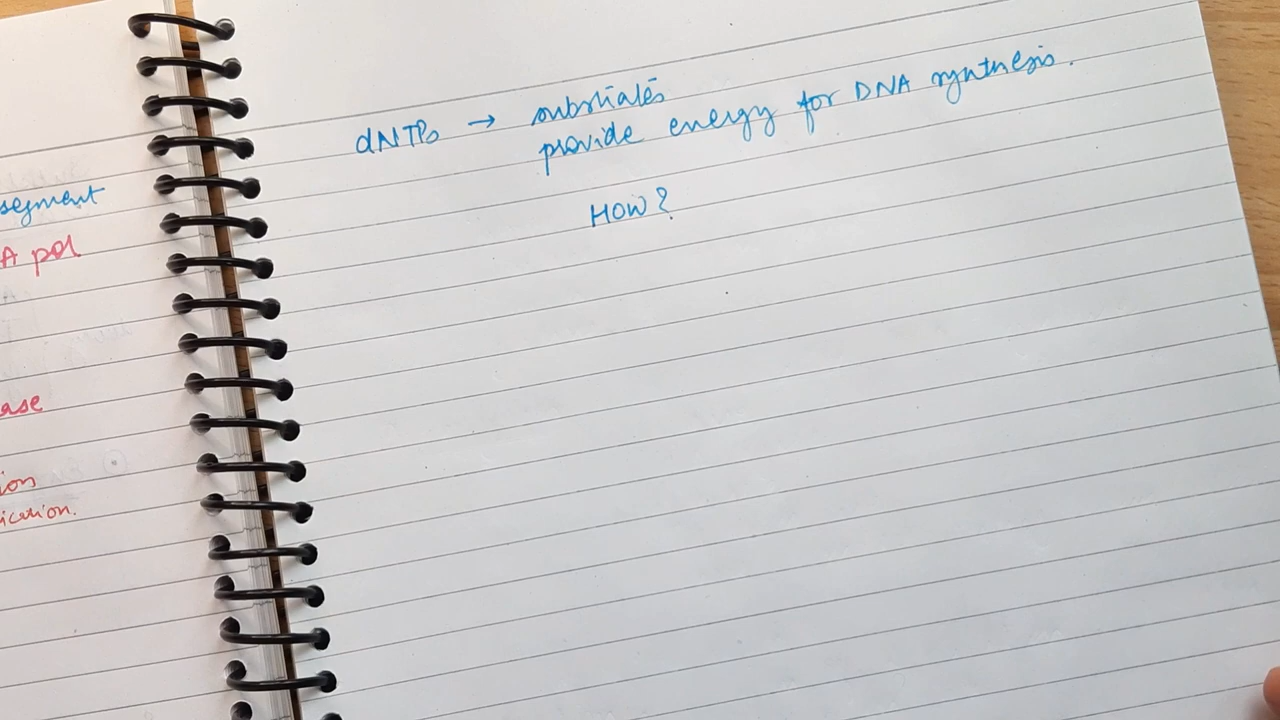 segment
A pol
ase
ion
ication.
dNTPs → substrates
provide energy for DNA synthesis.
HOW?